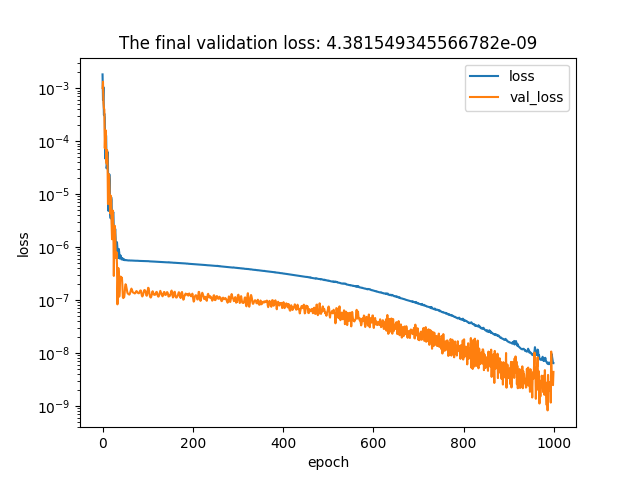 The final validation loss: 4.381549345566782e-09
loss
val_loss
10⁻³
10⁻⁴
10⁻⁵
10⁻⁶
10⁻⁷
10⁻⁸
10⁻⁹
loss
0 200 400 600 800 1000
epoch